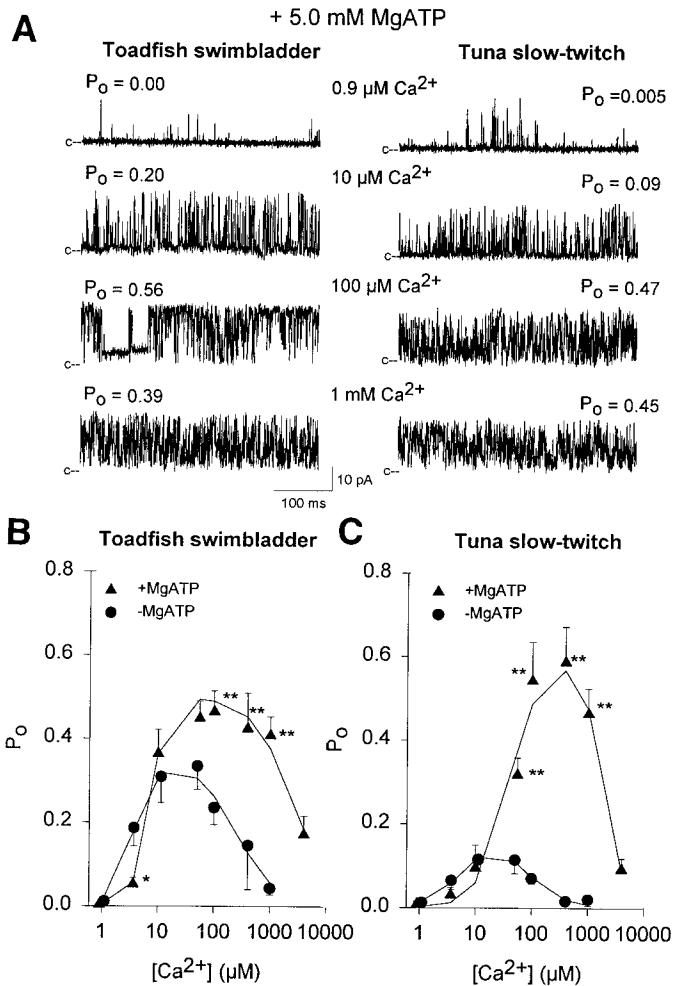 A
+ 5.0 mM MgATP
Toadfish swimbladder
Tuna slow-twitch
Po = 0.00
0.9 µM Ca2+
Po =0.005
c--
c--
Po = 0.20
10 µM Ca2+
Po = 0.09
c--
c--
Po = 0.56
100 µM Ca2+
Po = 0.47
c--
c--
Po = 0.39
1 mM Ca2+
Po = 0.45
c--
c--
10 pA
100 ms
B
Toadfish swimbladder
0.8
0.6
0.4
0.2
0.0
Po
+MgATP
-MgATP
*
**
**
**
1
10
100
1000
10000
[Ca2+] (µM)
C
Tuna slow-twitch
0.8
0.6
0.4
0.2
0.0
Po
+MgATP
-MgATP
**
**
**
**
1
10
100
1000
10000
[Ca2+] (µM)